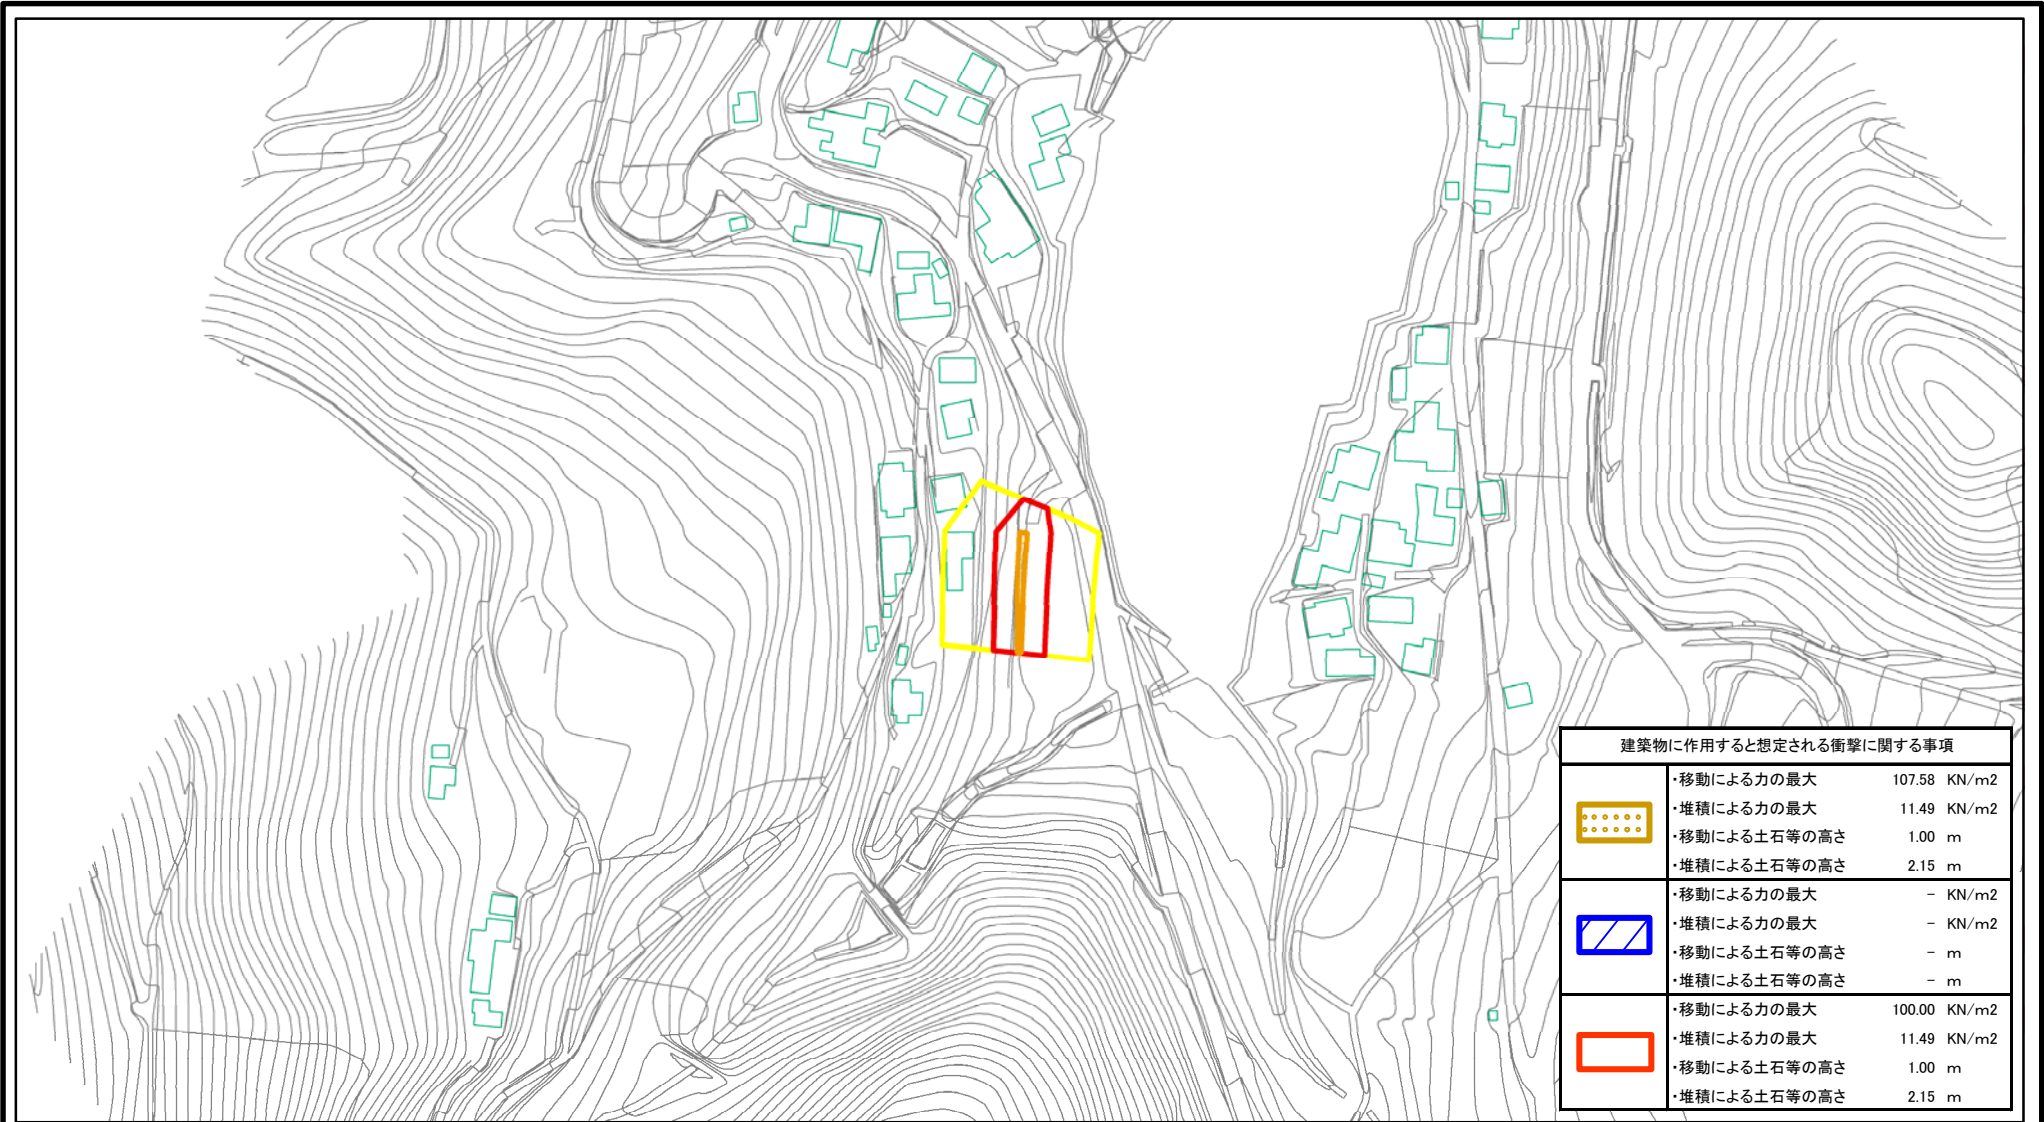 建築物に作用すると想定される衝撃に関する事項
・移動による力の最大 107.58 KN/m2
・堆積による力の最大 11.49 KN/m2
・移動による土石等の高さ 1.00 m
・堆積による土石等の高さ 2.15 m
・移動による力の最大 - KN/m2
・堆積による力の最大 - KN/m2
・移動による土石等の高さ - m
・堆積による土石等の高さ - m
・移動による力の最大 100.00 KN/m2
・堆積による力の最大 11.49 KN/m2
・移動による土石等の高さ 1.00 m
・堆積による土石等の高さ 2.15 m